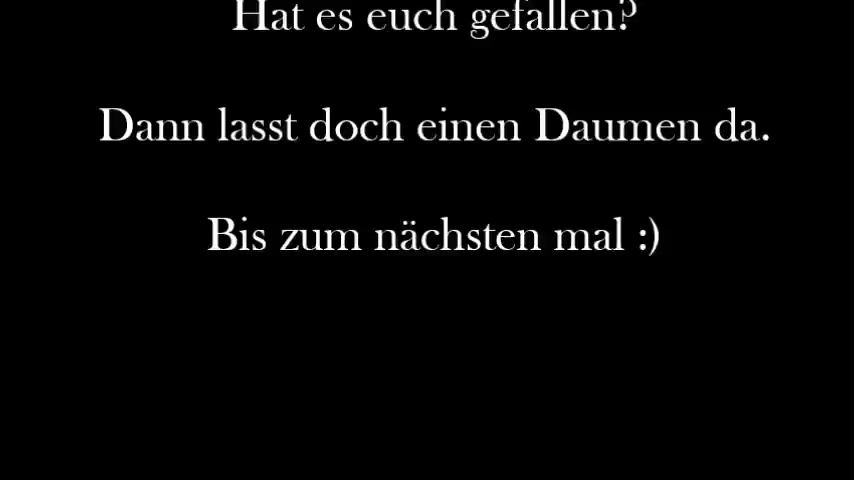 Hat es euch gefallen?
Dann lasst doch einen Daumen da.
Bis zum nächsten mal :)